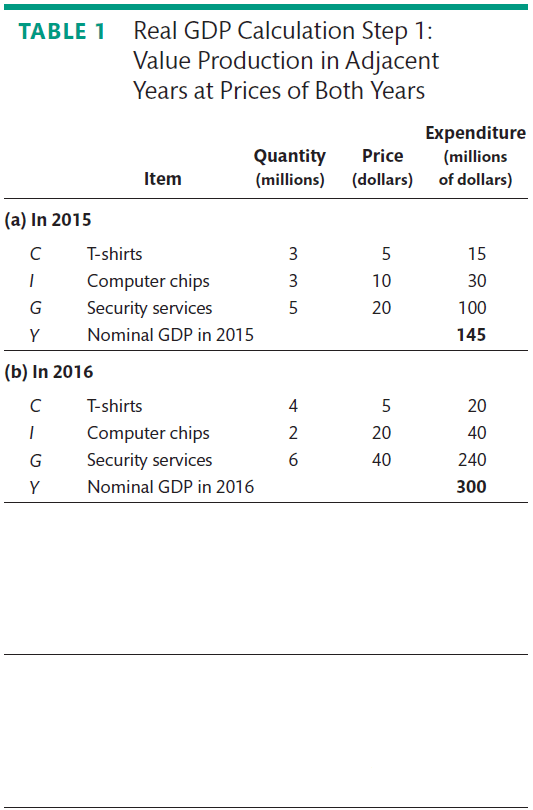 TABLE 1 Real GDP Calculation Step 1:
Value Production in Adjacent
Years at Prices of Both Years
Expenditure
Quantity Price (millions
Item (millions) (dollars) of dollars)
(a) In 2015
C T-shirts 3 5 15
I Computer chips 3 10 30
G Security services 5 20 100
Y Nominal GDP in 2015 145
(b) In 2016
C T-shirts 4 5 20
I Computer chips 2 20 40
G Security services 6 40 240
Y Nominal GDP in 2016 300